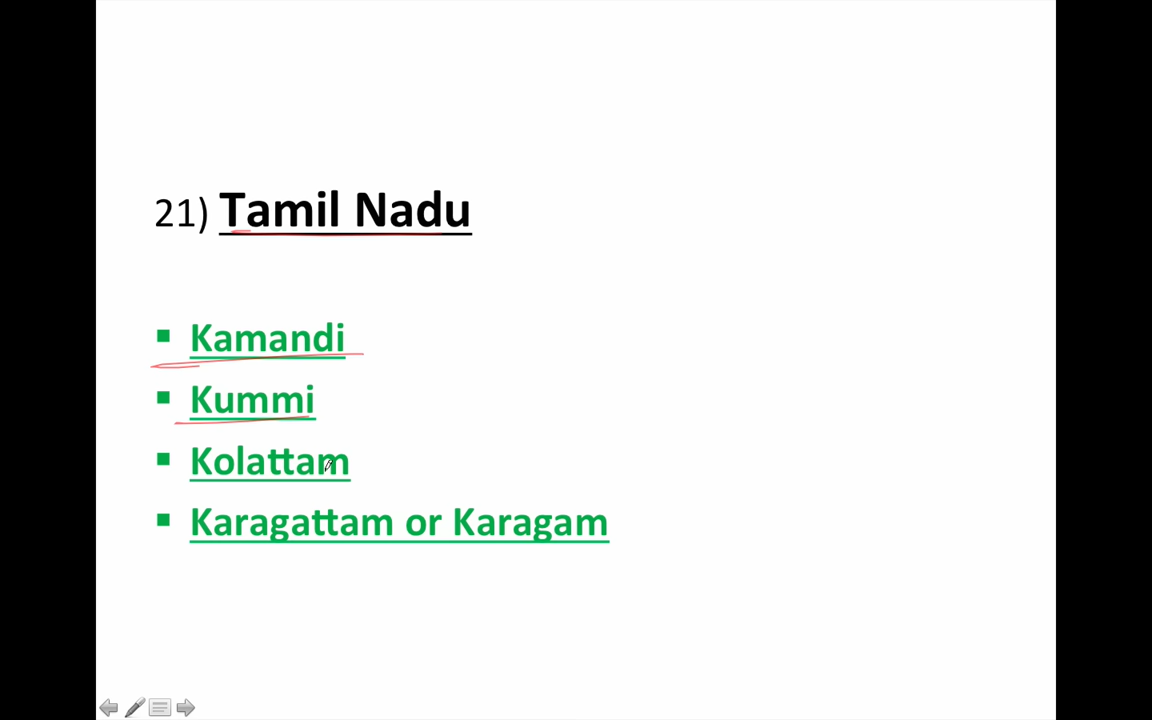 21) Tamil Nadu
▪ Kamandi
▪ Kummi
▪ Kolattam
▪ Karagattam or Karagam